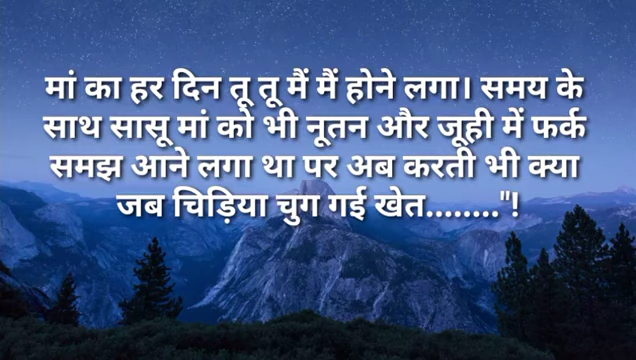 मां का हर दिन तू तू मैं मैं होने लगा। समय के
साथ सासू मां को भी नूतन और जूही में फर्क
समझ आने लगा था पर अब करती भी क्या
जब चिड़िया चुग गई खेत........"!